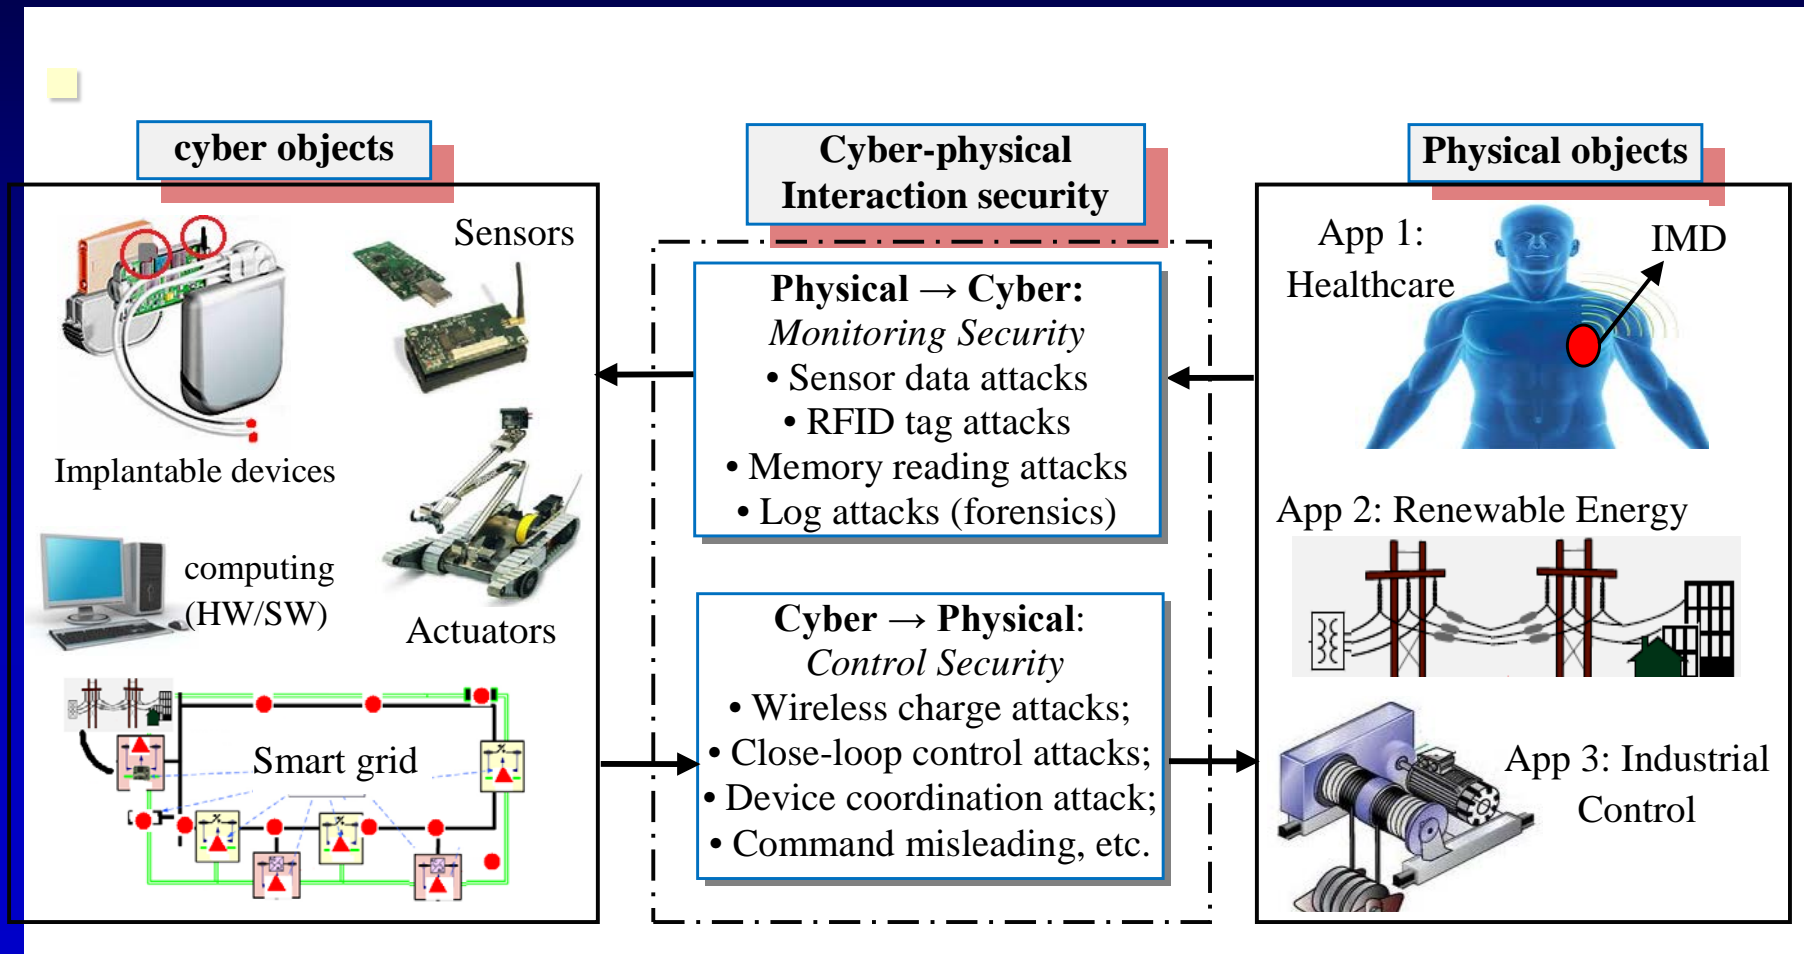 cyber objects
Sensors
Implantable devices
computing
(HW/SW)
Actuators
Smart grid
Cyber-physical
Interaction security
Physical → Cyber:
Monitoring Security
• Sensor data attacks
• RFID tag attacks
• Memory reading attacks
• Log attacks (forensics)
Cyber → Physical:
Control Security
• Wireless charge attacks;
• Close-loop control attacks;
• Device coordination attack;
• Command misleading, etc.
Physical objects
App 1:
Healthcare
IMD
App 2: Renewable Energy
App 3: Industrial
Control